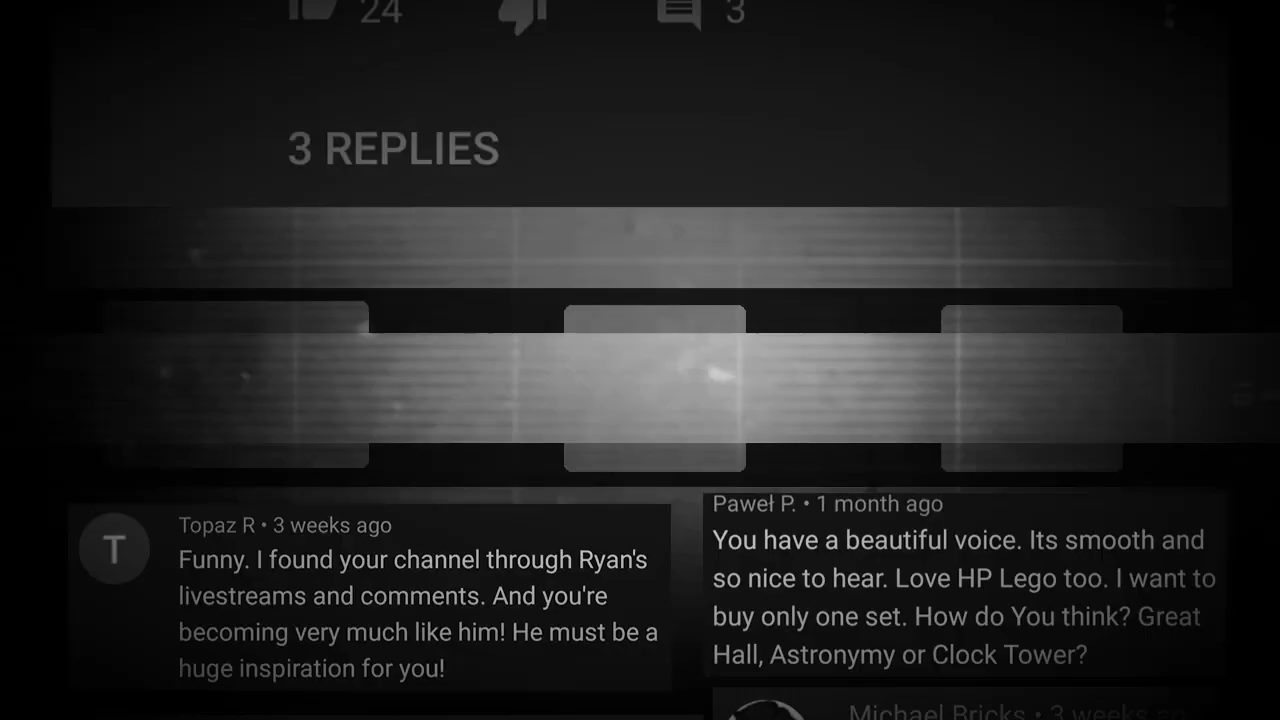 24
3
3 REPLIES
Topaz R • 3 weeks ago
Funny. I found your channel through Ryan's
livestreams and comments. And you're
becoming very much like him! He must be a
huge inspiration for you!
Paweł P. • 1 month ago
You have a beautiful voice. Its smooth and
so nice to hear. Love HP Lego too. I want to
buy only one set. How do You think? Great
Hall, Astronymy or Clock Tower?
Michael Bricks • 3 weeks